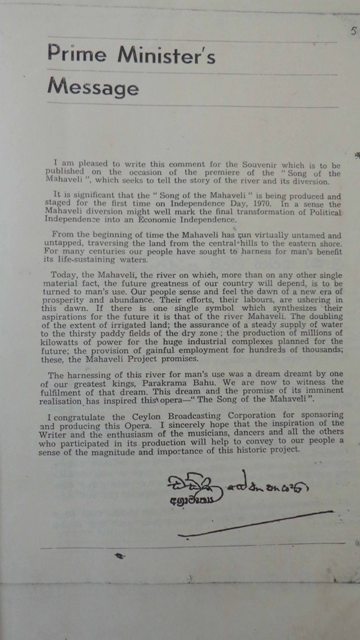 5
Prime Minister's
Message
I am pleased to write this comment for the Souvenir which is to be
published on the occasion of the premiere of the "Song of the
Mahaveli", which seeks to tell the story of the river and its diversion.
It is significant that the "Song of the Mahaveli" is being produced and
staged for the first time on Independence Day, 1970. In a sense the
Mahaveli diversion might well mark the final transformation of Political
Independence into an Economic Independence.
From the beginning of time the Mahaveli has run virtually untamed and
untapped, traversing the land from the central hills to the eastern shore.
For many centuries our people have sought to harness for man's benefit
its life-sustaining waters.
Today, the Mahaveli, the river on which, more than on any other single
material fact, the future greatness of our country will depend, is to be
turned to man's use. Our people sense and feel the dawn of a new era of
prosperity and abundance. Their efforts, their labours, are ushering in
this dawn. If there is one single symbol which synthesizes their
aspirations for the future it is that of the river Mahaveli. The doubling
of the extent of irrigated land; the assurance of a steady supply of water
to the thirsty paddy fields of the dry zone; the production of millions of
kilowatts of power for the huge industrial complexes planned for the
future; the provision of gainful employment for hundreds of thousands;
these, the Mahaveli Project promises.
The harnessing of this river for man's use was a dream dreamt by one
of our greatest kings, Parakrama Bahu. We are now to witness the
fulfilment of that dream. This dream and the promise of its imminent
realisation has inspired this opera—"The Song of the Mahaveli".
I congratulate the Ceylon Broadcasting Corporation for sponsoring
and producing this Opera. I sincerely hope that the inspiration of the
Writer and the enthusiasm of the musicians, dancers and all the others
who participated in its production will help to convey to our people a
sense of the magnitude and importance of this historic project.
ඩඩ්ලි සේනානායක
අග්‍රාමාත්‍ය